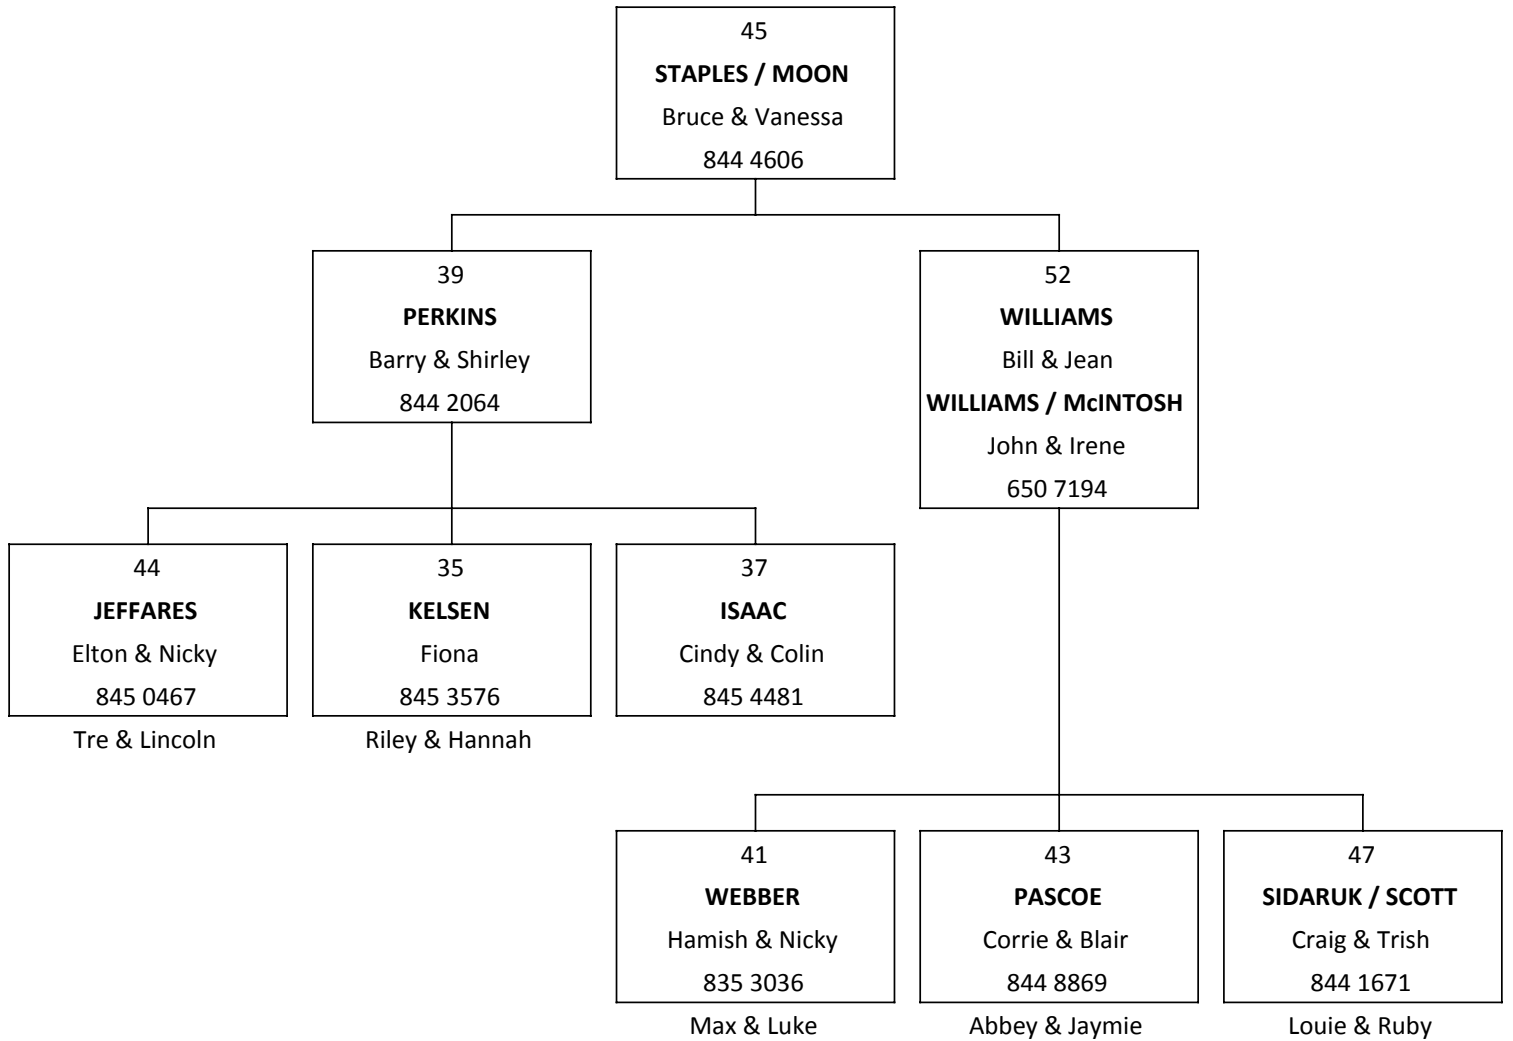 45
STAPLES / MOON
Bruce & Vanessa
844 4606
39
PERKINS
Barry & Shirley
844 2064
52
WILLIAMS
Bill & Jean
WILLIAMS / McINTOSH
John & Irene
650 7194
44
JEFFARES
Elton & Nicky
845 0467
Tre & Lincoln
35
KELSEN
Fiona
845 3576
Riley & Hannah
37
ISAAC
Cindy & Colin
845 4481
41
WEBBER
Hamish & Nicky
835 3036
Max & Luke
43
PASCOE
Corrie & Blair
844 8869
Abbey & Jaymie
47
SIDARUK / SCOTT
Craig & Trish
844 1671
Louie & Ruby